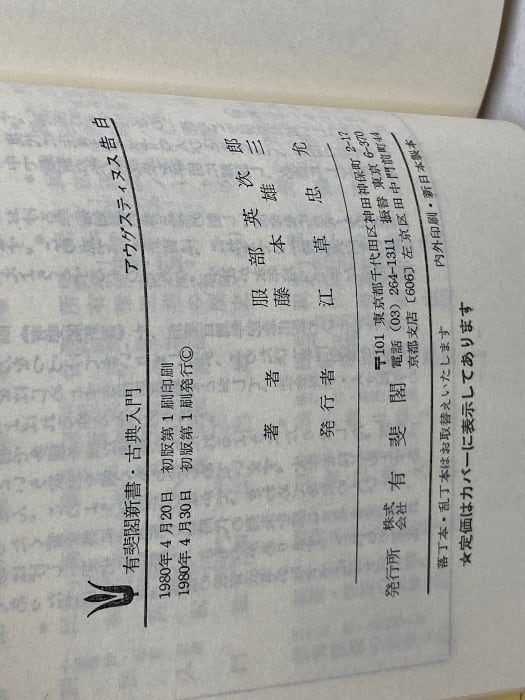 有斐閣新書・古典入門
アウグスティヌス告白
1980年4月20日 初版第1刷印刷
1980年4月30日 初版第1刷発行©
著者 服部英次郎
藤本雄三
発行者 江草忠允
発行所 株式会社 有斐閣
〒101 東京都千代田区神田神保町 2-17
電話 (03) 264-1311 振替 東京 6-370
京都支店 〔606〕 左京区田中門前町44
内外印刷・新日本製本
落丁本・乱丁本はお取替えいたします
★定価はカバーに表示してあります